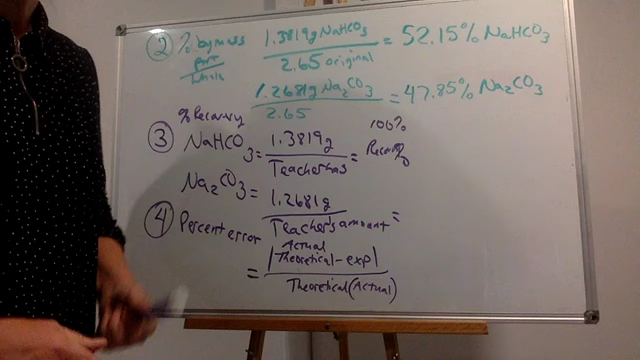 ② % by mass 1.3819g NaHCO3 = 52.15% NaHCO3
part 2.65 original
whole
1.2681g Na2CO3 = 47.85% Na2CO3
2.65
% Recovery
③ NaHCO3 = 1.3819g = 100%
Teacher has Recovery
Na2CO3 = 1.2681g =
Teacher's amount
④ Percent error
Actual
= |Theoretical - exp|
Theoretical (Actual)